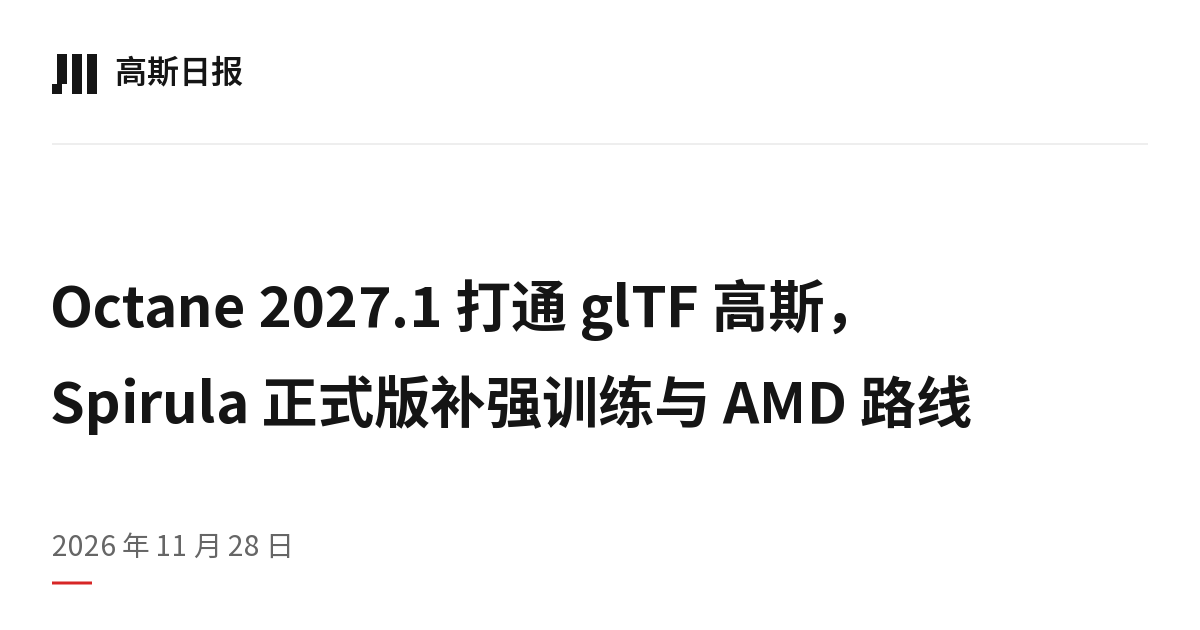 高斯日报
Octane 2027.1 打通 glTF 高斯，
Spirula 正式版补强训练与 AMD 路线
2026 年 11 月 28 日